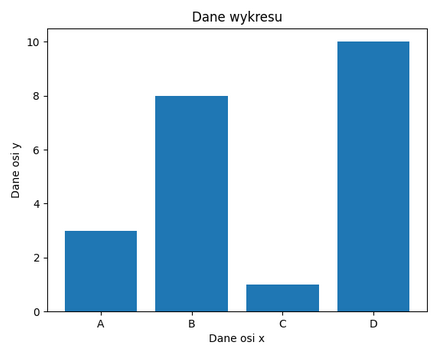 Dane wykresu
Dane osi y
10
8
6
4
2
0
A B C D
Dane osi x